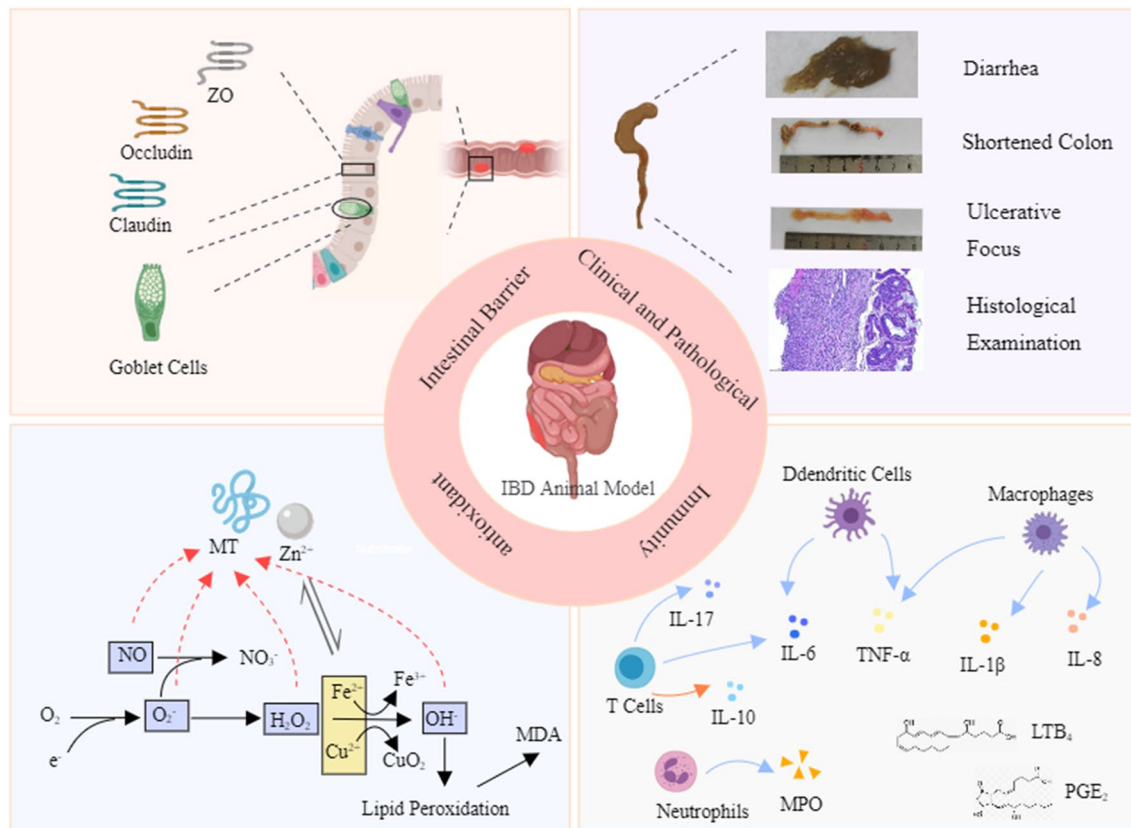 ZO
Occludin
Claudin
Goblet Cells
Diarrhea
Shortened Colon
Ulcerative
Focus
Histological
Examination
Intestinal Barrier
Clinical and Pathological
antioxidant
Immunity
IBD Animal Model
MT
Zn²⁺
NO
NO₃⁻
O₂
O₂⁻
e⁻
H₂O₂
Fe²⁺
Fe³⁺
Cu²⁺
CuO₂
OH⁻
MDA
Lipid Peroxidation
Ddendritic Cells
Macrophages
IL-17
IL-6
TNF-α
IL-1β
IL-8
T Cells
IL-10
Neutrophils
MPO
LTB₄
PGE₂